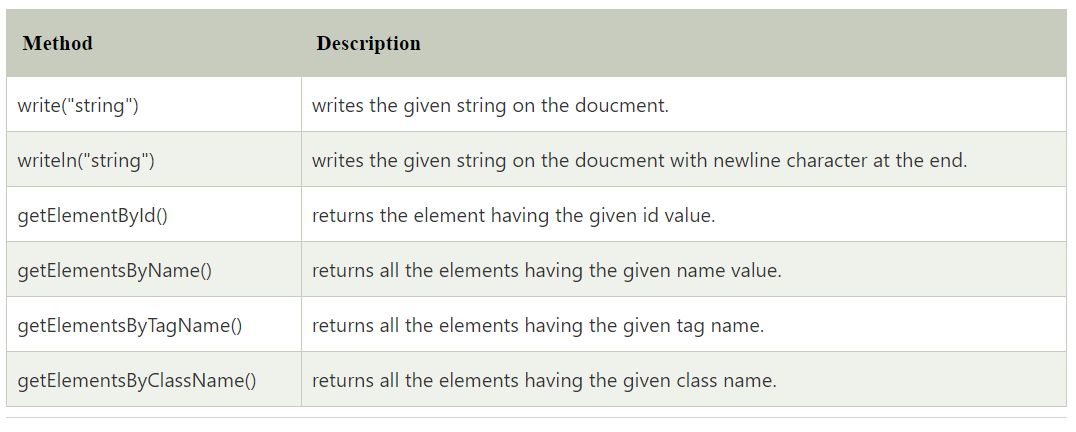 Method Description
write("string") writes the given string on the doucment.
writeln("string") writes the given string on the doucment with newline character at the end.
getElementById() returns the element having the given id value.
getElementsByName() returns all the elements having the given name value.
getElementsByTagName() returns all the elements having the given tag name.
getElementsByClassName() returns all the elements having the given class name.